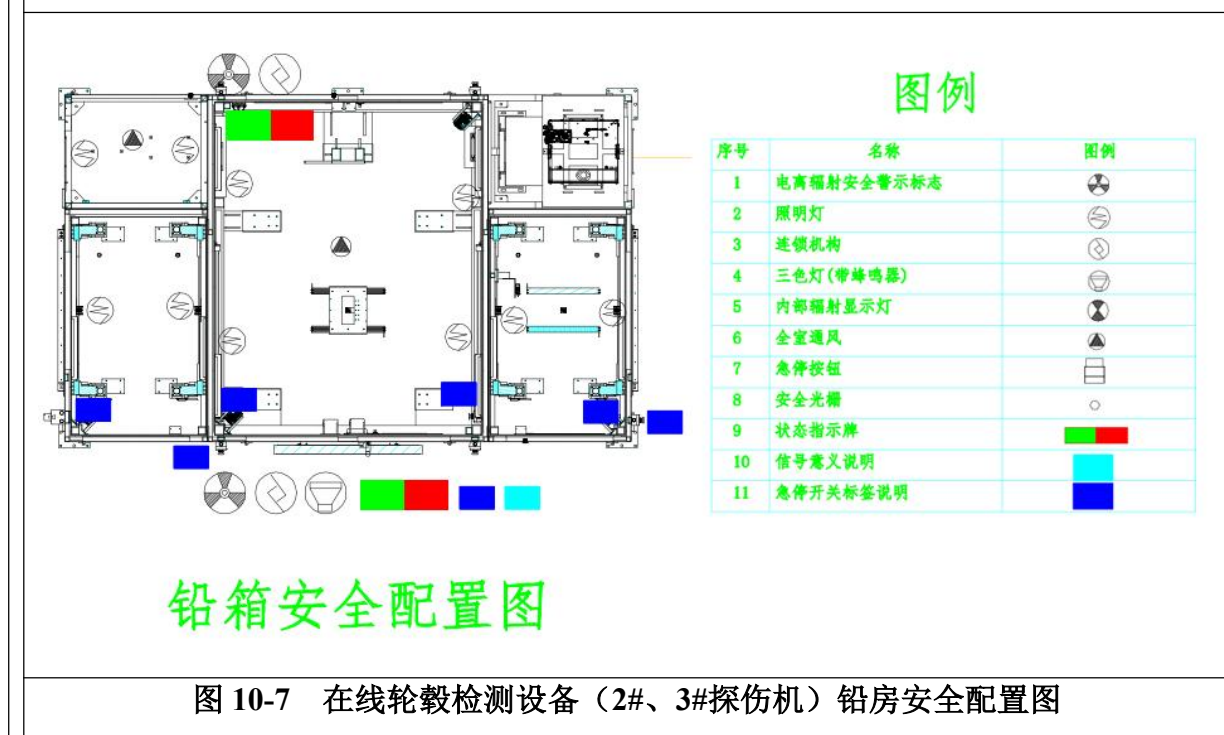 图例
序号 名称 图例
1 电离辐射安全警示标志
2 照明灯
3 连锁机构
4 三色灯(带蜂鸣器)
5 内部辐射显示灯
6 全室通风
7 急停按钮
8 安全光栅
9 状态指示牌
10 信号意义说明
11 急停开关标签说明
铅箱安全配置图
图 10-7 在线轮毂检测设备（2#、3#探伤机）铅房安全配置图